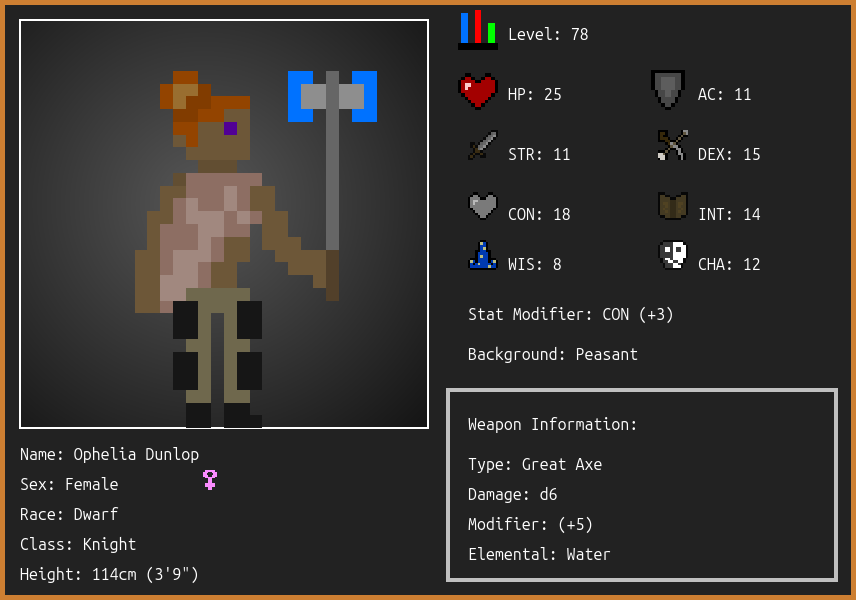 Level: 78
HP: 25
AC: 11
STR: 11
DEX: 15
CON: 18
INT: 14
WIS: 8
CHA: 12
Stat Modifier: CON (+3)
Background: Peasant
Weapon Information:
Type: Great Axe
Damage: d6
Modifier: (+5)
Elemental: Water
Name: Ophelia Dunlop
Sex: Female
Race: Dwarf
Class: Knight
Height: 114cm (3'9")